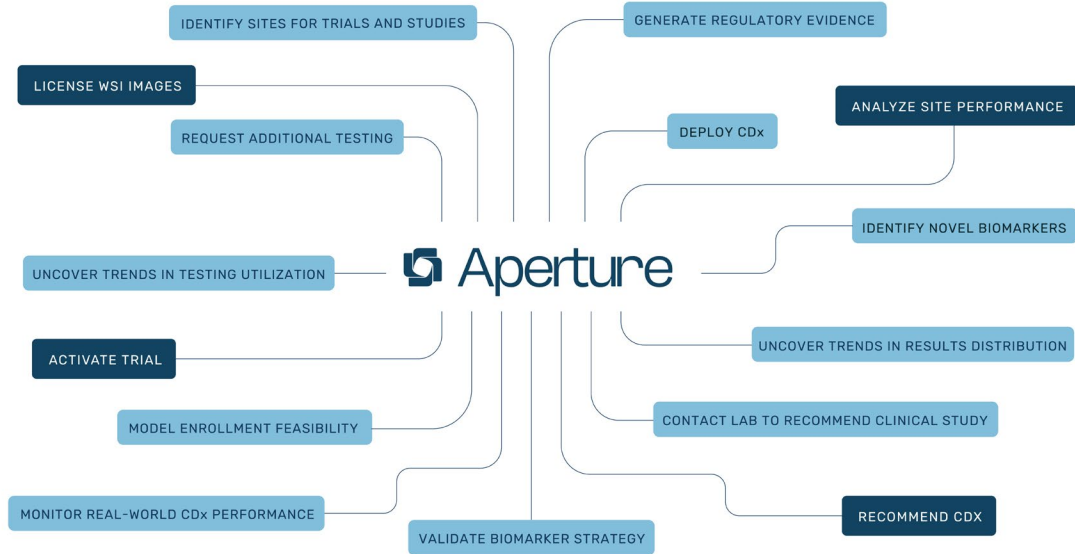 IDENTIFY SITES FOR TRIALS AND STUDIES
GENERATE REGULATORY EVIDENCE
LICENSE WSI IMAGES
ANALYZE SITE PERFORMANCE
REQUEST ADDITIONAL TESTING
DEPLOY CDx
IDENTIFY NOVEL BIOMARKERS
UNCOVER TRENDS IN TESTING UTILIZATION
Aperture
ACTIVATE TRIAL
UNCOVER TRENDS IN RESULTS DISTRIBUTION
MODEL ENROLLMENT FEASIBILITY
CONTACT LAB TO RECOMMEND CLINICAL STUDY
MONITOR REAL-WORLD CDx PERFORMANCE
RECOMMEND CDX
VALIDATE BIOMARKER STRATEGY